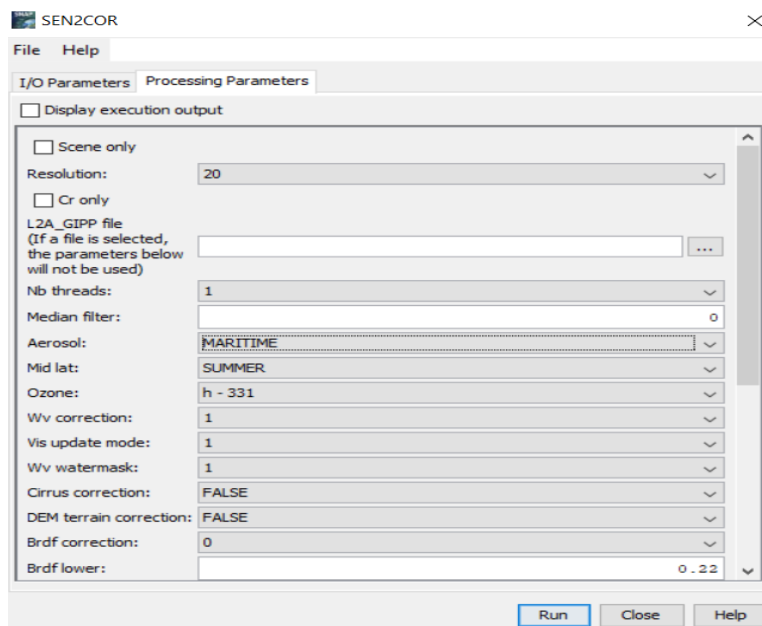 SNAP
SEN2COR
File Help
I/O Parameters Processing Parameters
Display execution output
Scene only
Resolution: 20
Cr only
L2A_GIPP file
(If a file is selected,
the parameters below
will not be used)
...
Nb threads: 1
Median filter: 0
Aerosol: MARITIME
Mid lat: SUMMER
Ozone: h - 331
Wv correction: 1
Vis update mode: 1
Wv watermask: 1
Cirrus correction: FALSE
DEM terrain correction: FALSE
Brdf correction: 0
Brdf lower: 0.22
Run Close Help